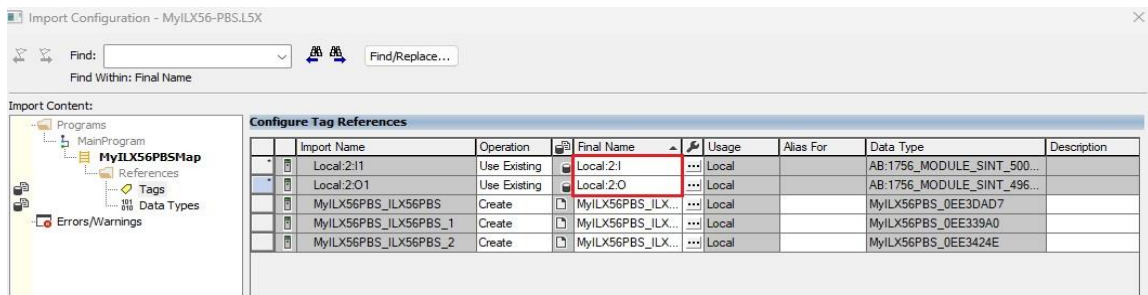 Import Configuration - MyILX56-PBS.L5X
Find: Find/Replace...
Find Within: Final Name
Import Content:
Programs
MainProgram
MyILX56PBSMap
References
Tags
Data Types
Errors/Warnings
Configure Tag References
Import Name Operation Final Name Usage Alias For Data Type Description
Local:2:I1 Use Existing Local:2:I ... Local AB:1756_MODULE_SINT_500...
Local:2:O1 Use Existing Local:2:O ... Local AB:1756_MODULE_SINT_496...
MyILX56PBS_ILX56PBS Create MyILX56PBS_ILX... ... Local MyILX56PBS_0EE3DAD7
MyILX56PBS_ILX56PBS_1 Create MyILX56PBS_ILX... ... Local MyILX56PBS_0EE339A0
MyILX56PBS_ILX56PBS_2 Create MyILX56PBS_ILX... ... Local MyILX56PBS_0EE3424E